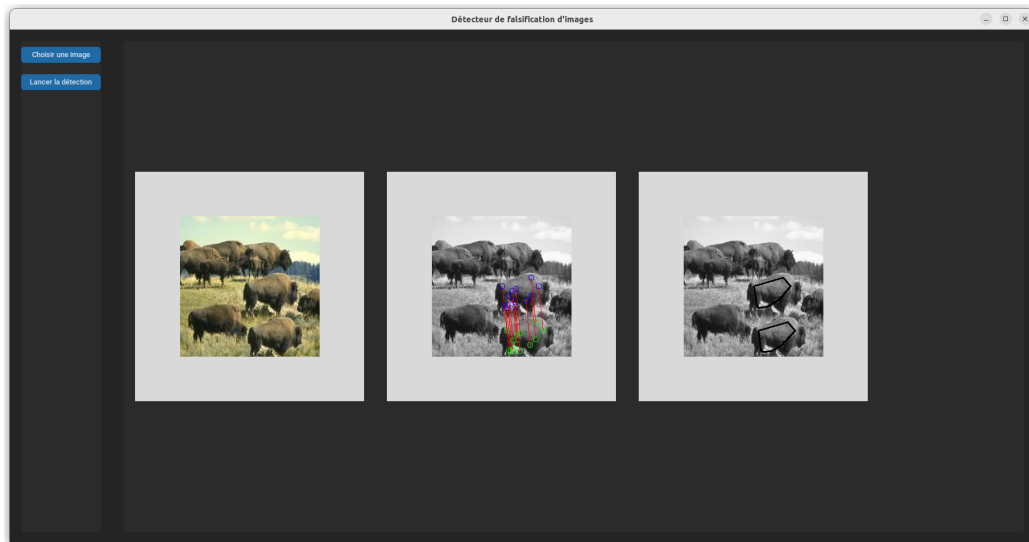 Détecteur de falsification d'images
Choisir une image
Lancer la détection